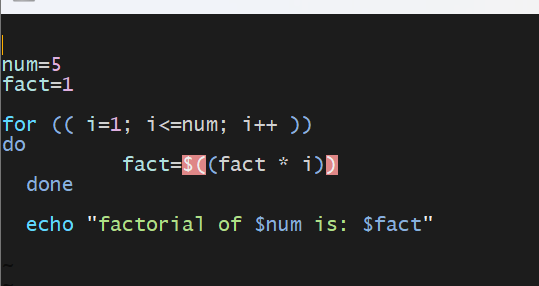 num=5
fact=1
for (( i=1; i<=num; i++ ))
do
fact=$((fact * i))
done
echo "factorial of $num is: $fact"
~